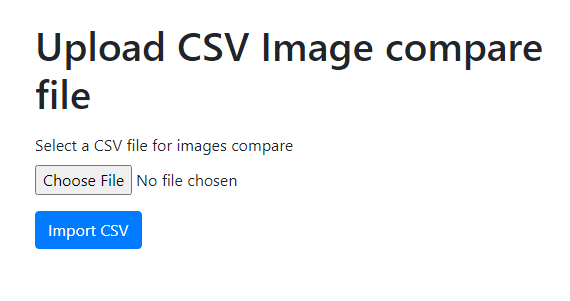 Upload CSV Image compare
file
Select a CSV file for images compare
Choose File No file chosen
Import CSV